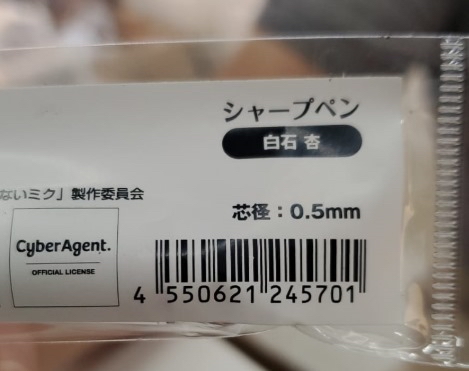 シャープペン
白石 杏
ないミク」製作委員会
芯径：0.5mm
CyberAgent.
OFFICIAL LICENSE
4 550621 245701